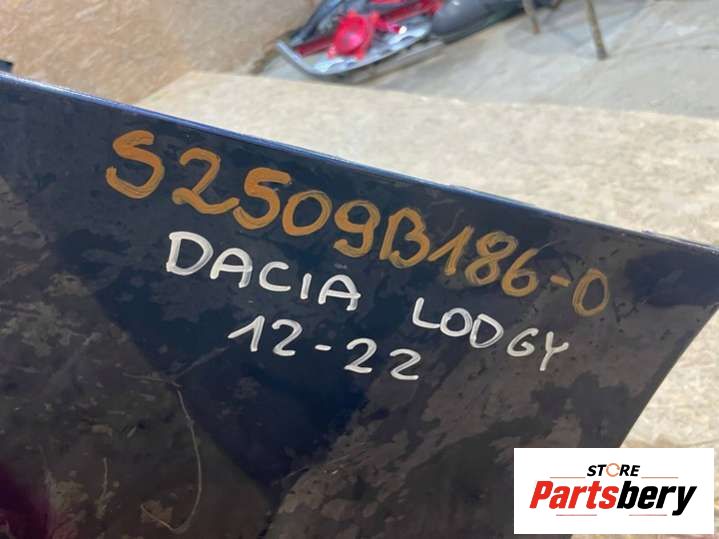 S2509B186-0
DACIA LODGY
12-22
STORE
Partsbery